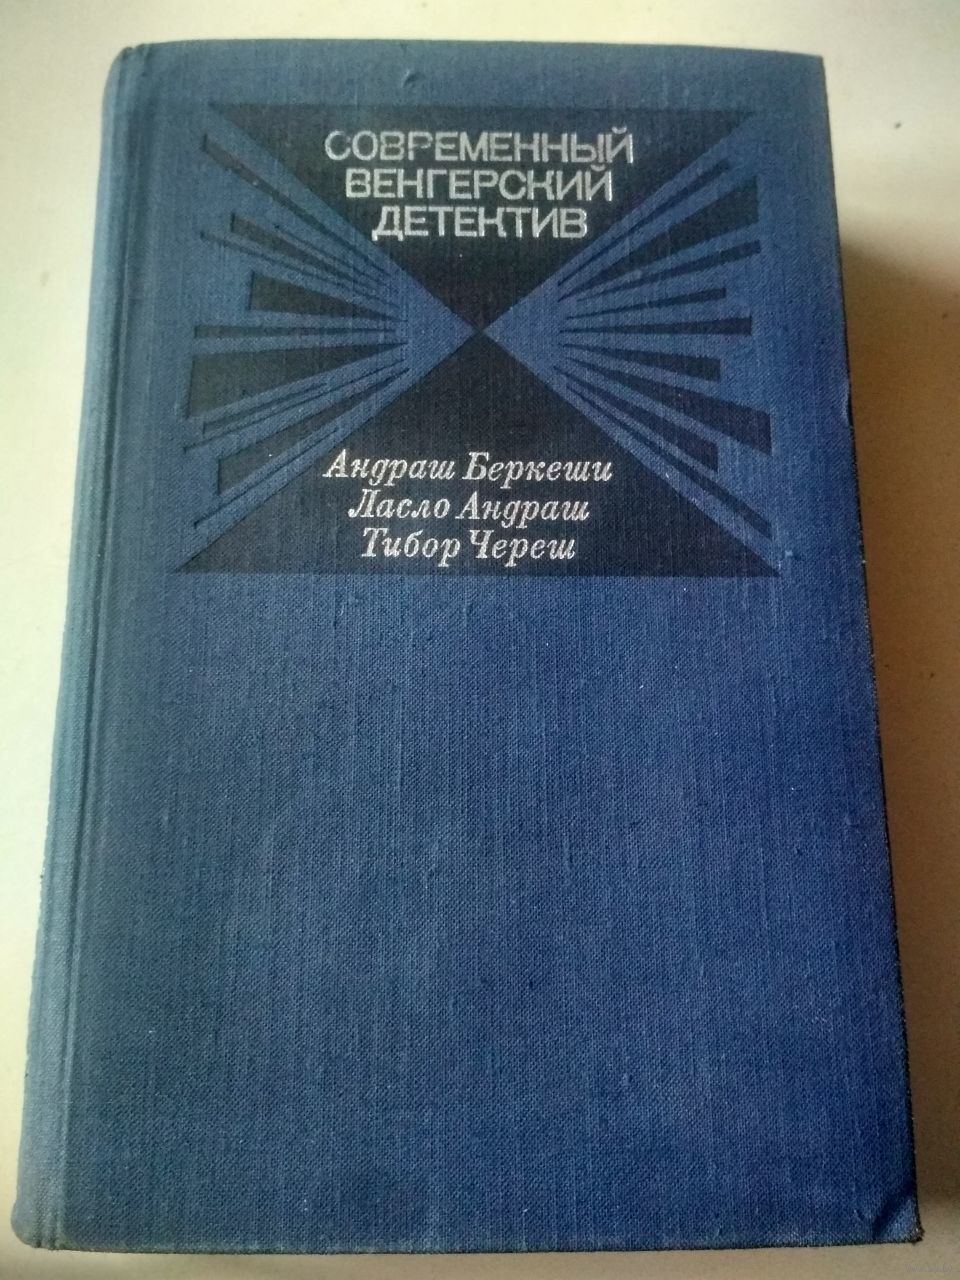 СОВРЕМЕННЫЙ
ВЕНГЕРСКИЙ
ДЕТЕКТИВ
Андраш Беркеши
Ласло Андраш
Тибор Череш